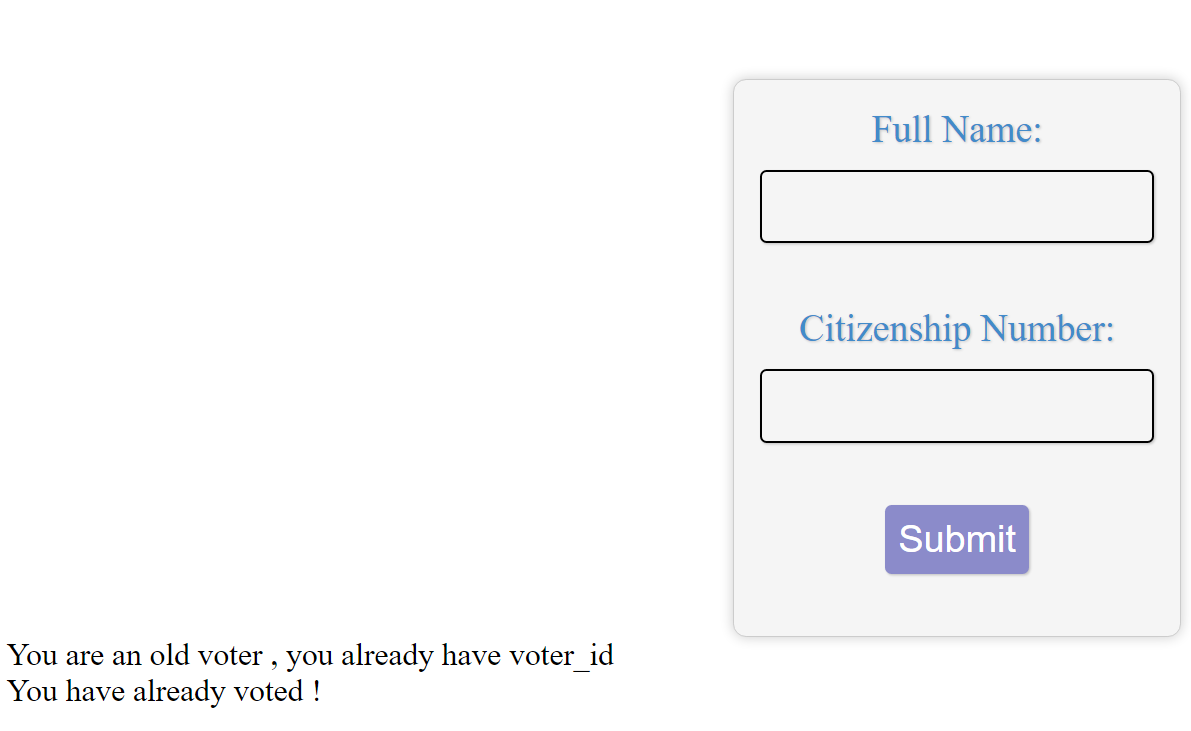 Full Name:
Citizenship Number:
Submit
You are an old voter , you already have voter_id
You have already voted !